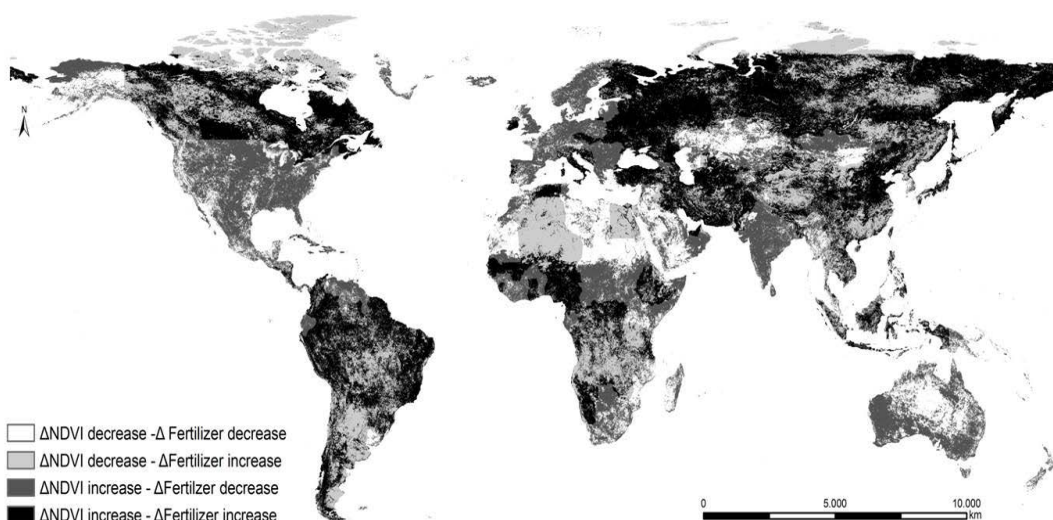 N
ΔNDVI decrease -Δ Fertilizer decrease
ΔNDVI decrease - ΔFertilizer increase
ΔNDVI increase - ΔFertilzer decrease
ΔNDVI increase - ΔFertilizer increase
0 5.000 10.000
km